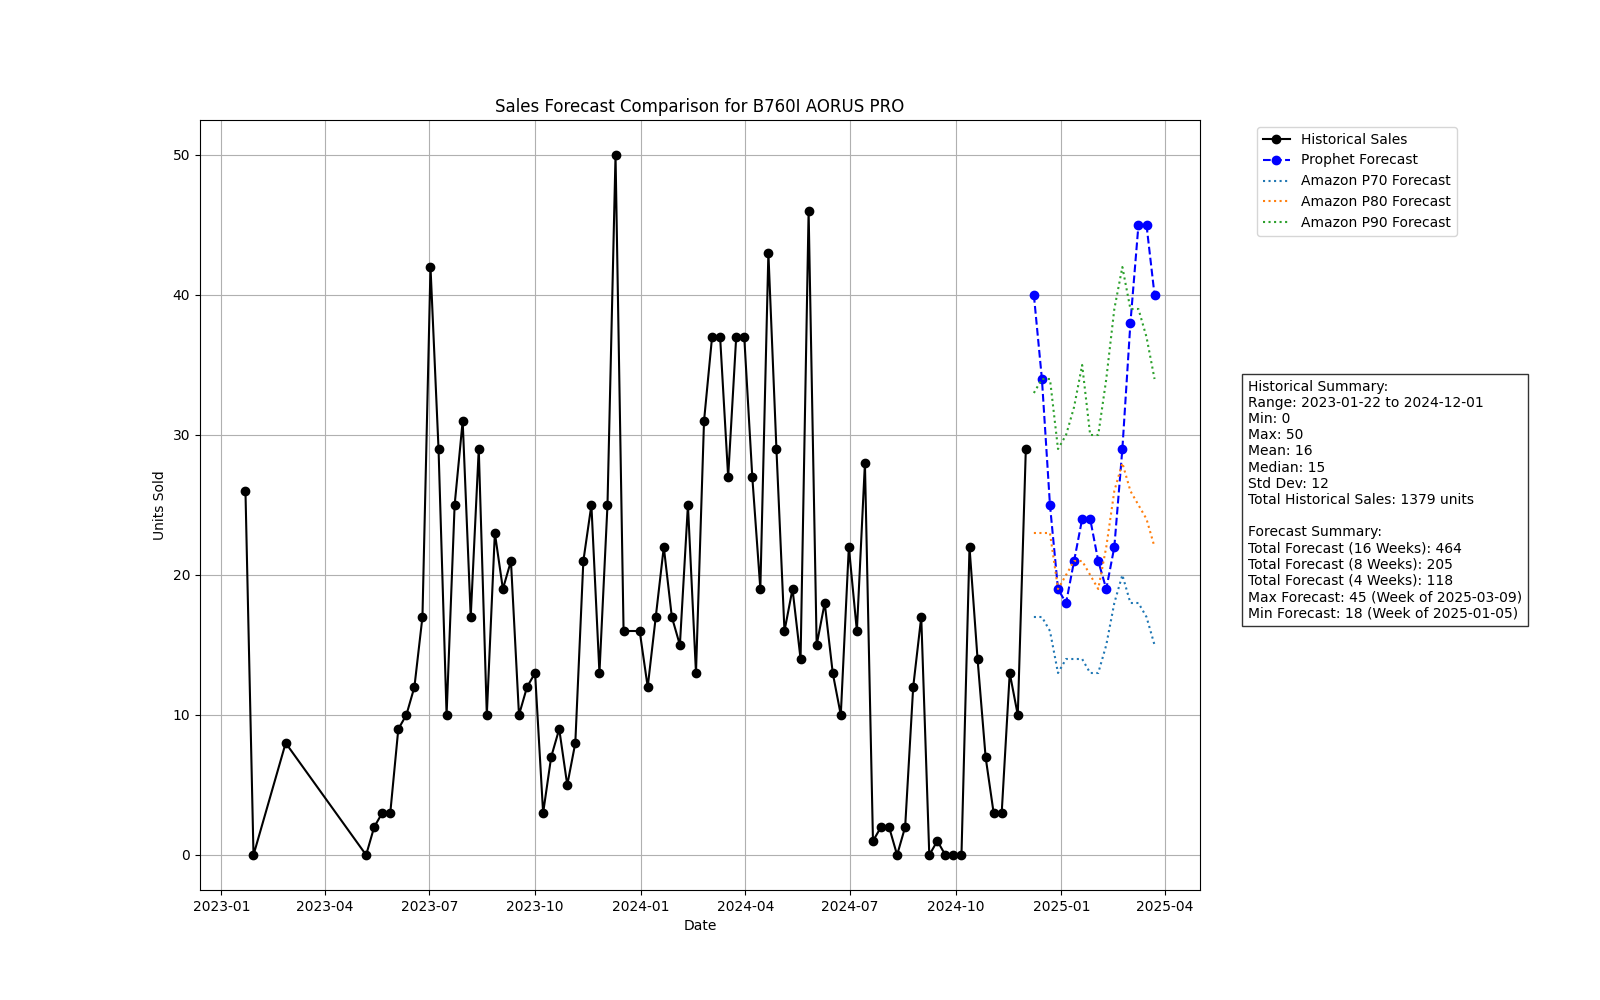 Sales Forecast Comparison for B760I AORUS PRO
50
40
30
20
10
0
Units Sold
2023-01
2023-04
2023-07
2023-10
2024-01
2024-04
2024-07
2024-10
2025-01
2025-04
Date
Historical Sales
Prophet Forecast
Amazon P70 Forecast
Amazon P80 Forecast
Amazon P90 Forecast
Historical Summary:
Range: 2023-01-22 to 2024-12-01
Min: 0
Max: 50
Mean: 16
Median: 15
Std Dev: 12
Total Historical Sales: 1379 units
Forecast Summary:
Total Forecast (16 Weeks): 464
Total Forecast (8 Weeks): 205
Total Forecast (4 Weeks): 118
Max Forecast: 45 (Week of 2025-03-09)
Min Forecast: 18 (Week of 2025-01-05)